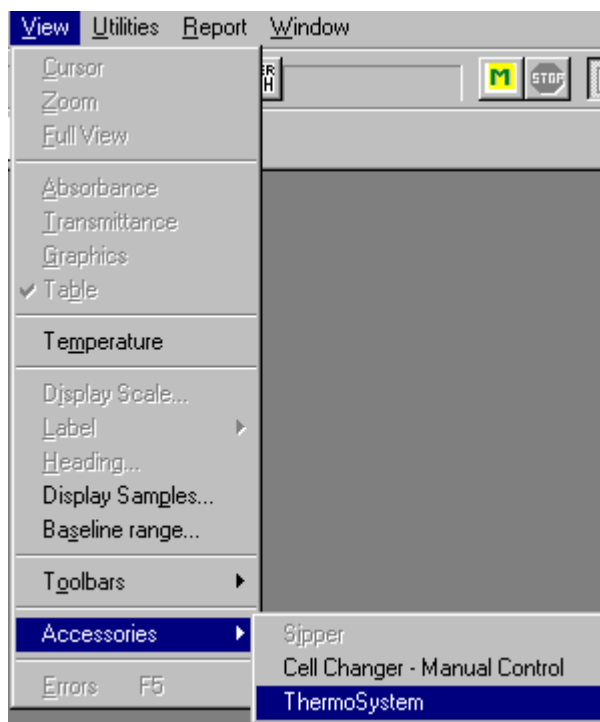 View Utilities Report Window
ER
H
M STOP
Cursor
Zoom
Full View
Absorbance
Transmittance
Graphics
Table
Temperature
Display Scale...
Label
Heading...
Display Samples...
Baseline range...
Toolbars
Accessories
Sipper
Cell Changer - Manual Control
Errors F5
ThermoSystem